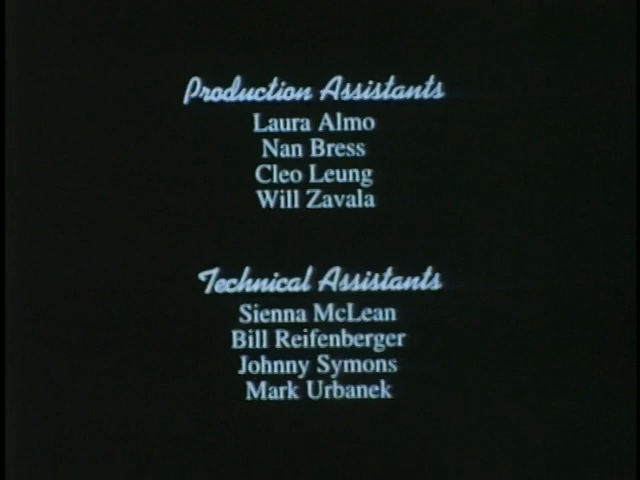 Production Assistants
Laura Almo
Nan Bress
Cleo Leung
Will Zavala
Technical Assistants
Sienna McLean
Bill Reifenberger
Johnny Symons
Mark Urbanek